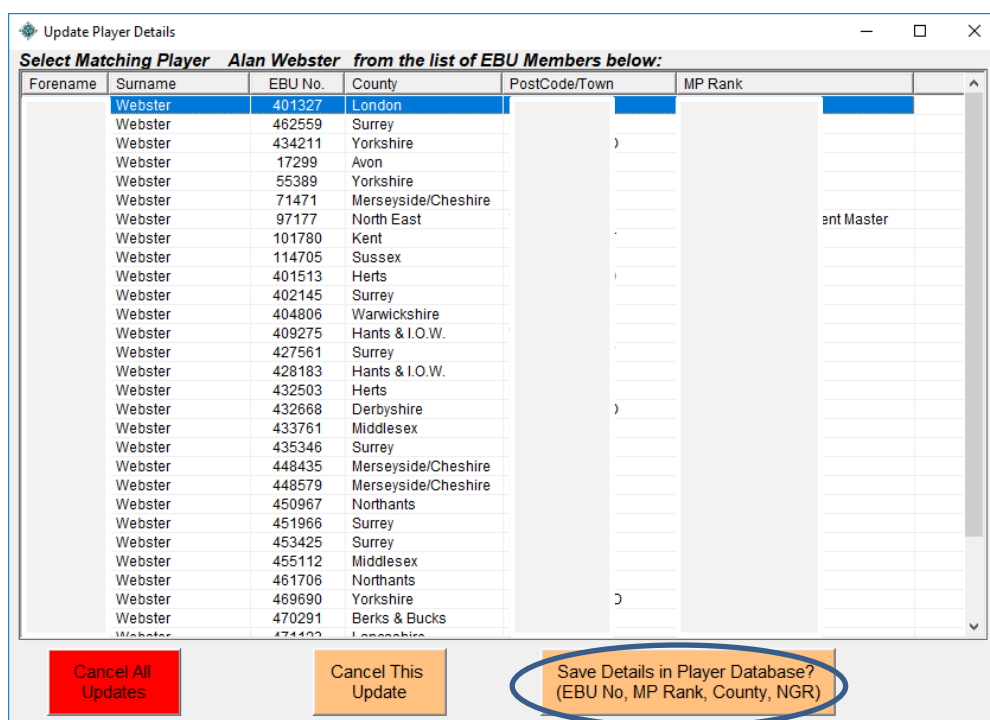 Update Player Details
Select Matching Player Alan Webster from the list of EBU Members below:
Forename Surname EBU No. County PostCode/Town MP Rank
Webster 401327 London
Webster 462559 Surrey
Webster 434211 Yorkshire
Webster 17299 Avon
Webster 55389 Yorkshire
Webster 71471 Merseyside/Cheshire
Webster 97177 North East ent Master
Webster 101780 Kent
Webster 114705 Sussex
Webster 401513 Herts
Webster 402145 Surrey
Webster 404806 Warwickshire
Webster 409275 Hants & I.O.W.
Webster 427561 Surrey
Webster 428183 Hants & I.O.W.
Webster 432503 Herts
Webster 432668 Derbyshire
Webster 433761 Middlesex
Webster 435346 Surrey
Webster 448435 Merseyside/Cheshire
Webster 448579 Merseyside/Cheshire
Webster 450967 Northants
Webster 451966 Surrey
Webster 453425 Surrey
Webster 455112 Middlesex
Webster 461706 Northants
Webster 469690 Yorkshire
Webster 470291 Berks & Bucks
Cancel All
Updates
Cancel This
Update
Save Details in Player Database?
(EBU No, MP Rank, County, NGR)